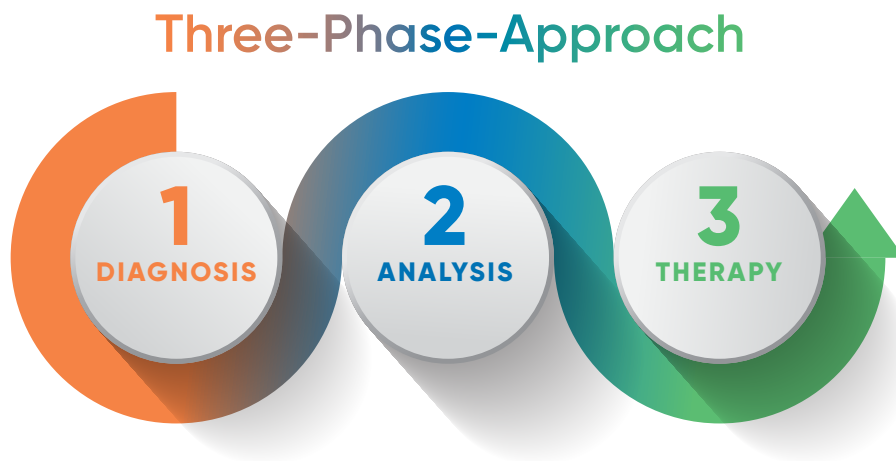 Three-Phase-Approach
1
DIAGNOSIS
2
ANALYSIS
3
THERAPY